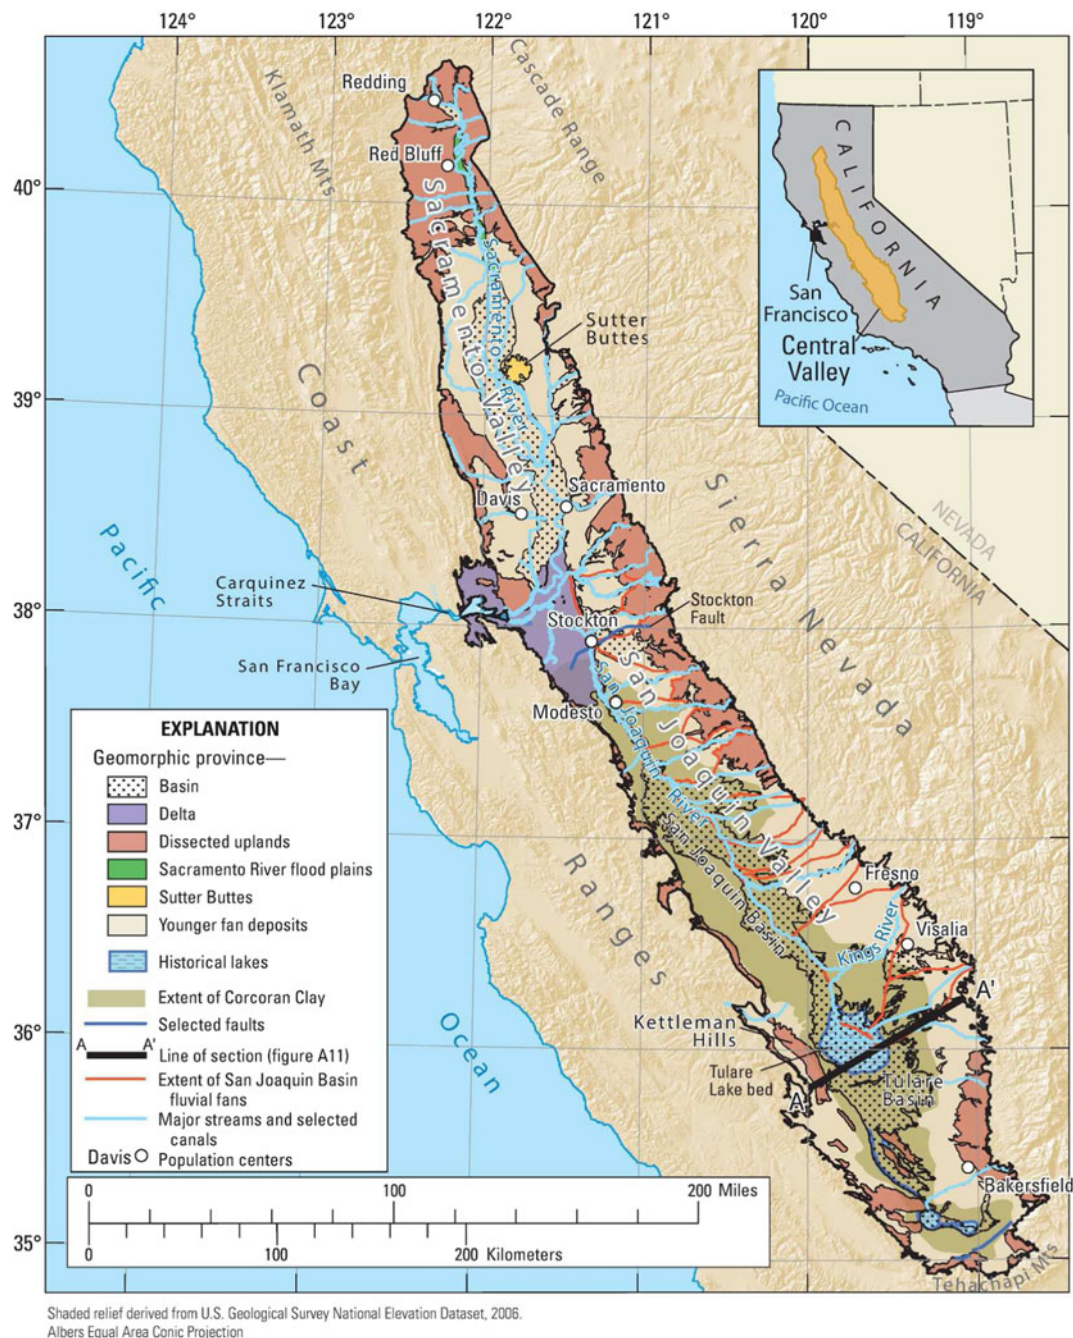 124°
123°
122°
121°
120°
119°
40°
39°
38°
37°
36°
35°
Redding
Klamath Mts
Cascade Range
Red Bluff
Sacramento Valley
Sacramento River
Sutter
Buttes
Coast
Ranges
Davis
Sacramento
Sierra Nevada
NEVADA
CALIFORNIA
Pacific
Ocean
Carquinez
Straits
San Francisco
Bay
Stockton
Stockton
Fault
Modesto
San Joaquin Valley
San Joaquin River
San Joaquin Basin
Fresno
Kings River
Visalia
A'
Kettleman
Hills
Tulare
Lake bed
A
Tulare
Basin
Bakersfield
Tehachapi Mts
CALIFORNIA
San
Francisco
Central
Valley
Pacific Ocean
EXPLANATION
Geomorphic province—
Basin
Delta
Dissected uplands
Sacramento River flood plains
Sutter Buttes
Younger fan deposits
Historical lakes
Extent of Corcoran Clay
Selected faults
A A' Line of section (figure A11)
Extent of San Joaquin Basin
fluvial fans
Major streams and selected
canals
Davis Population centers
0 100 200 Miles
0 100 200 Kilometers
Shaded relief derived from U.S. Geological Survey National Elevation Dataset, 2006.
Albers Equal Area Conic Projection